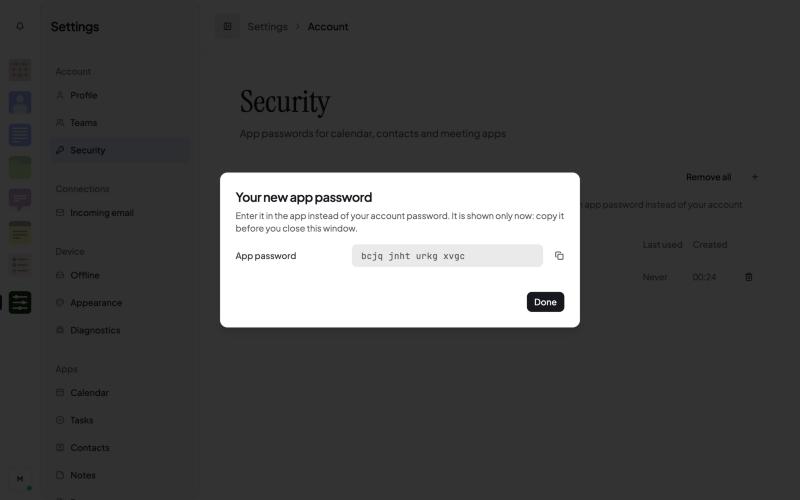 Settings
Settings > Account
Account
Profile
Teams
Security
Connections
Incoming email
Device
Offline
Appearance
Diagnostics
Apps
Calendar
Tasks
Contacts
Notes
M
Security
App passwords for calendar, contacts and meeting apps
Remove all +
app password instead of your account
Last used Created
Never 00:24
Your new app password
Enter it in the app instead of your account password. It is shown only now: copy it
before you close this window.
App password bcjq jnht urkg xvgc
Done